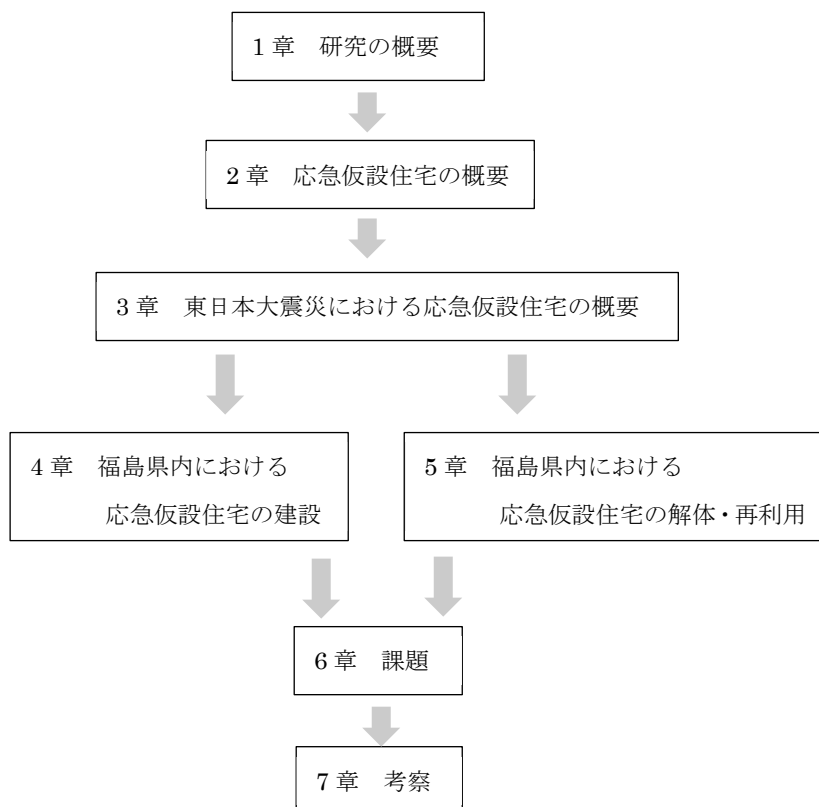 1 章　研究の概要
2 章　応急仮設住宅の概要
3 章　東日本大震災における応急仮設住宅の概要
4 章　福島県内における
応急仮設住宅の建設
5 章　福島県内における
応急仮設住宅の解体・再利用
6 章　課題
7 章　考察